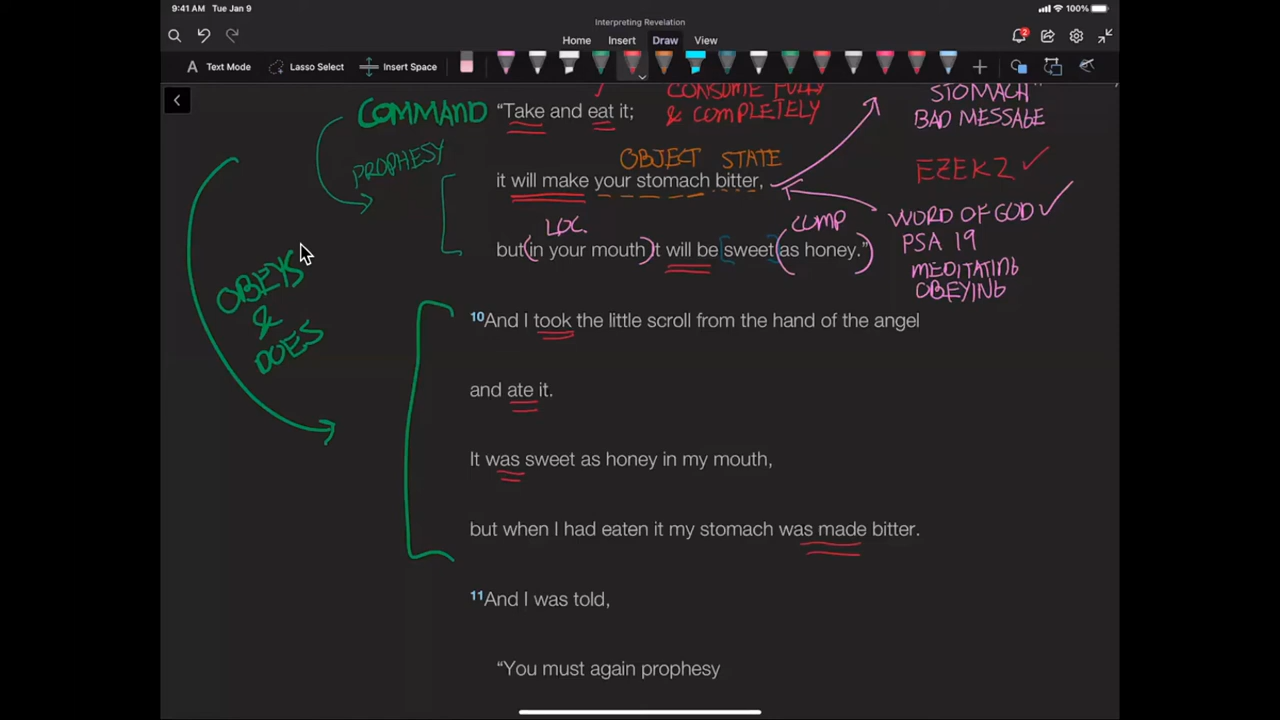 9:41 AM Tue Jan 9
100%
Interpreting Revelation
Home Insert Draw View
2
Text Mode Lasso Select Insert Space
CONSUME FULLY
& COMPLETELY
STOMACH"
BAD MESSAGE
COMMAND
"Take and eat it;
PROPHESY
OBJECT STATE
EZEK 2 ✓
it will make your stomach bitter,
LOC.
COMP
WORD OF GOD ✓
PSA 19
MEDITATING
OBEYING
but (in your mouth) it will be [sweet] (as honey.")
OBEYS
&
DOES
10And I took the little scroll from the hand of the angel
and ate it.
It was sweet as honey in my mouth,
but when I had eaten it my stomach was made bitter.
11And I was told,
"You must again prophesy